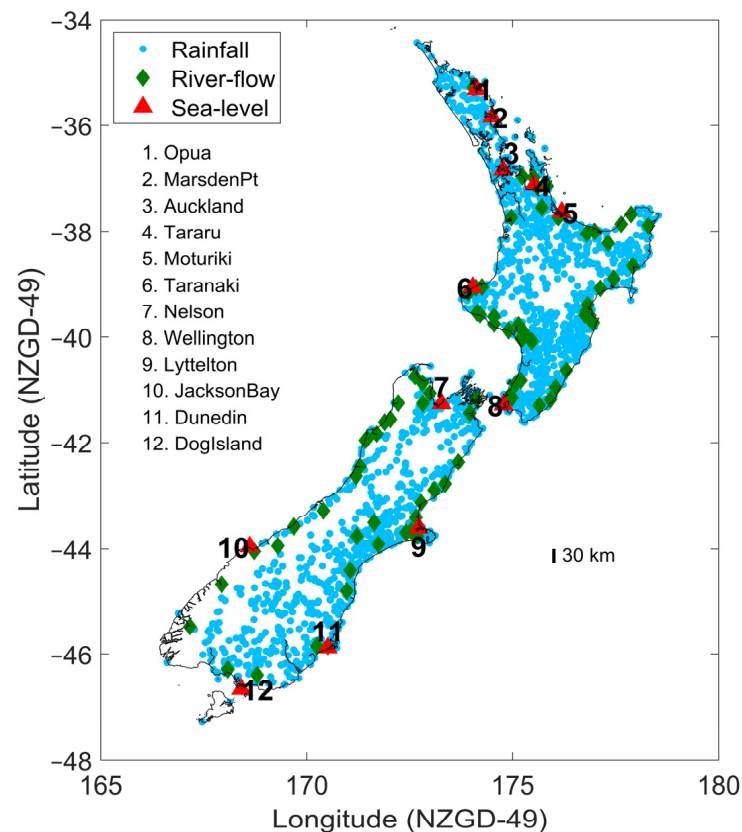 −34
−36
−38
−40
−42
−44
−46
−48
Latitude (NZGD-49)
Rainfall
River-flow
Sea-level
1. Opua
2. MarsdenPt
3. Auckland
4. Tararu
5. Moturiki
6. Taranaki
7. Nelson
8. Wellington
9. Lyttelton
10. JacksonBay
11. Dunedin
12. DogIsland
1
2
3
4
5
6
7
8
9
10
11
12
30 km
165
170
175
180
Longitude (NZGD-49)